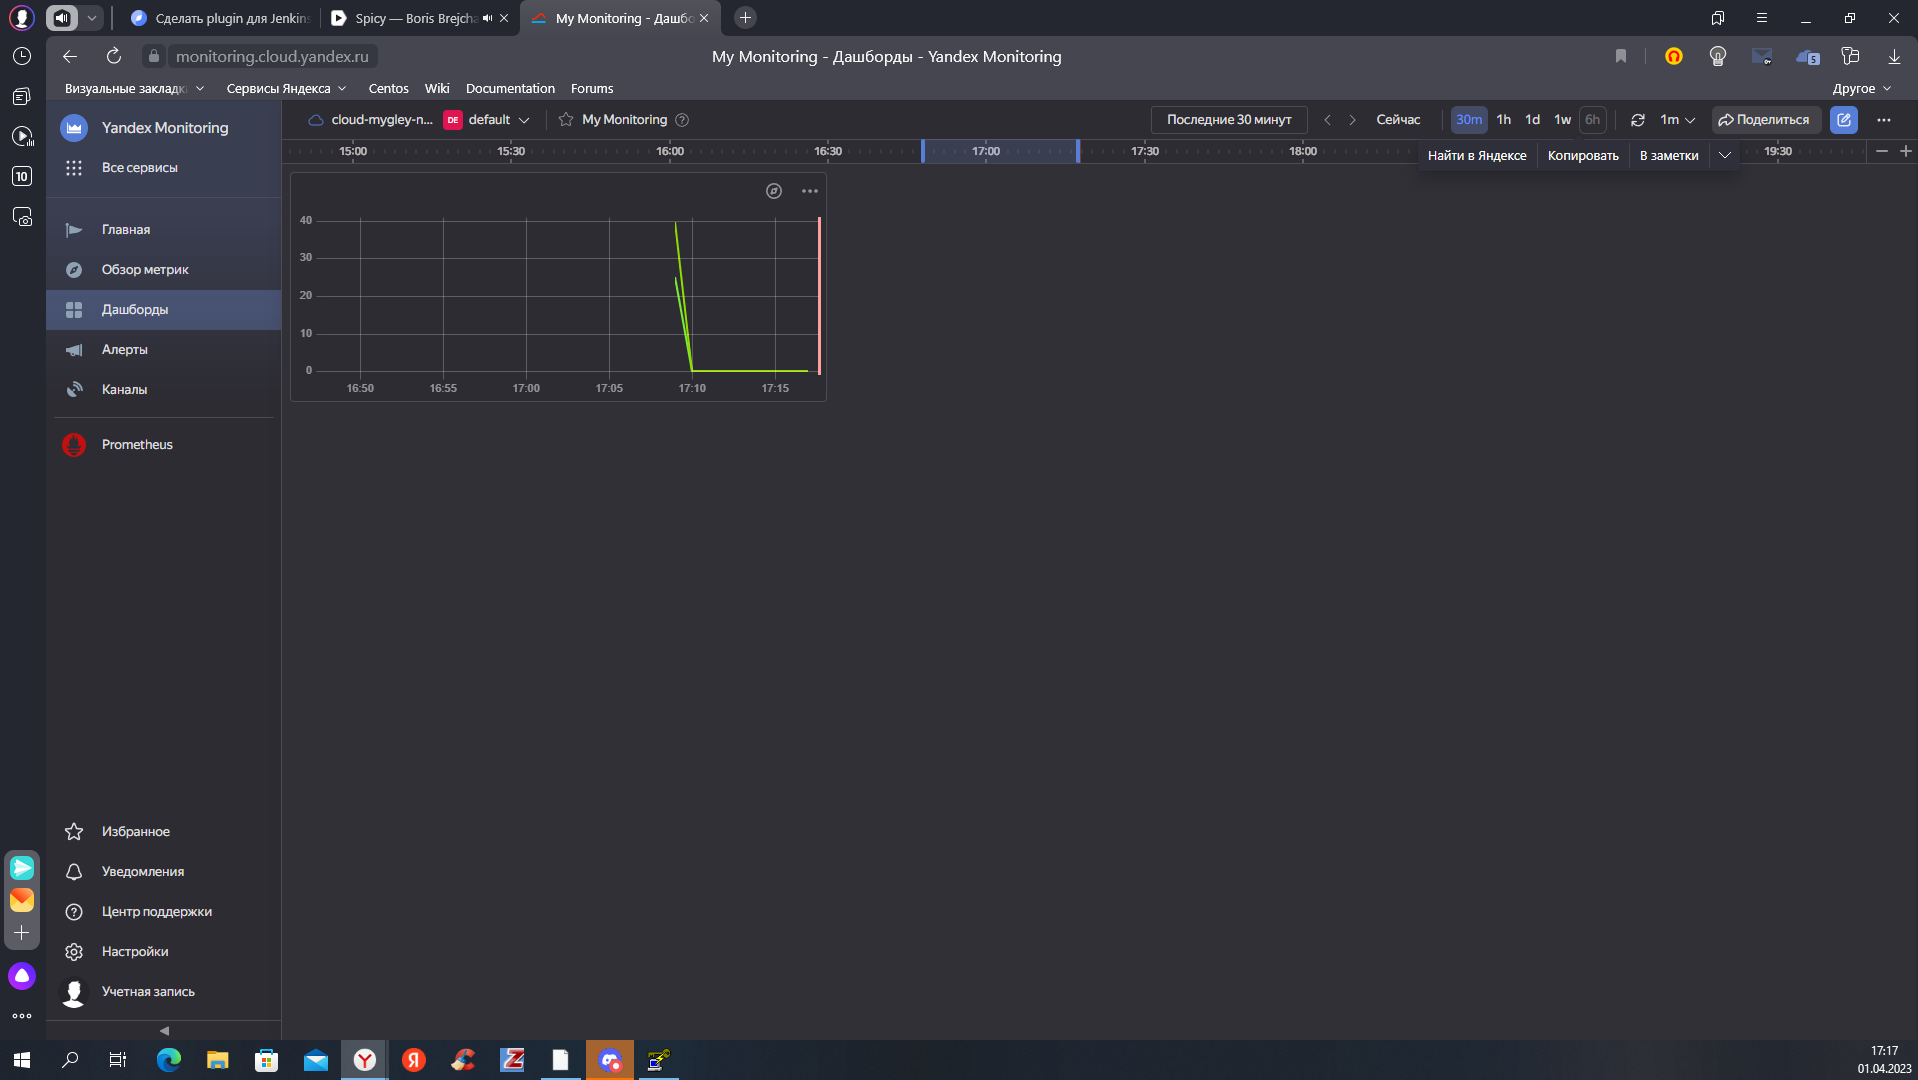 Сделать plugin для Jenkins
Spicy — Boris Brejcha
My Monitoring - Дашбо
monitoring.cloud.yandex.ru
My Monitoring - Дашборды - Yandex Monitoring
5
Визуальные закладк
Сервисы Яндекса
Centos
Wiki
Documentation
Forums
Другое
Yandex Monitoring
cloud-mygley-n...
DE
default
My Monitoring
Последние 30 минут
Сейчас
30m
1h
1d
1w
6h
1m
Поделиться
15:00
15:30
16:00
16:30
17:00
17:30
18:00
19:30
Найти в Яндексе
Копировать
В заметки
10
Все сервисы
Главная
Обзор метрик
Дашборды
Алерты
Каналы
Prometheus
40
30
20
10
0
16:50
16:55
17:00
17:05
17:10
17:15
Избранное
Уведомления
Центр поддержки
Настройки
Учетная запись
17:17
01.04.2023